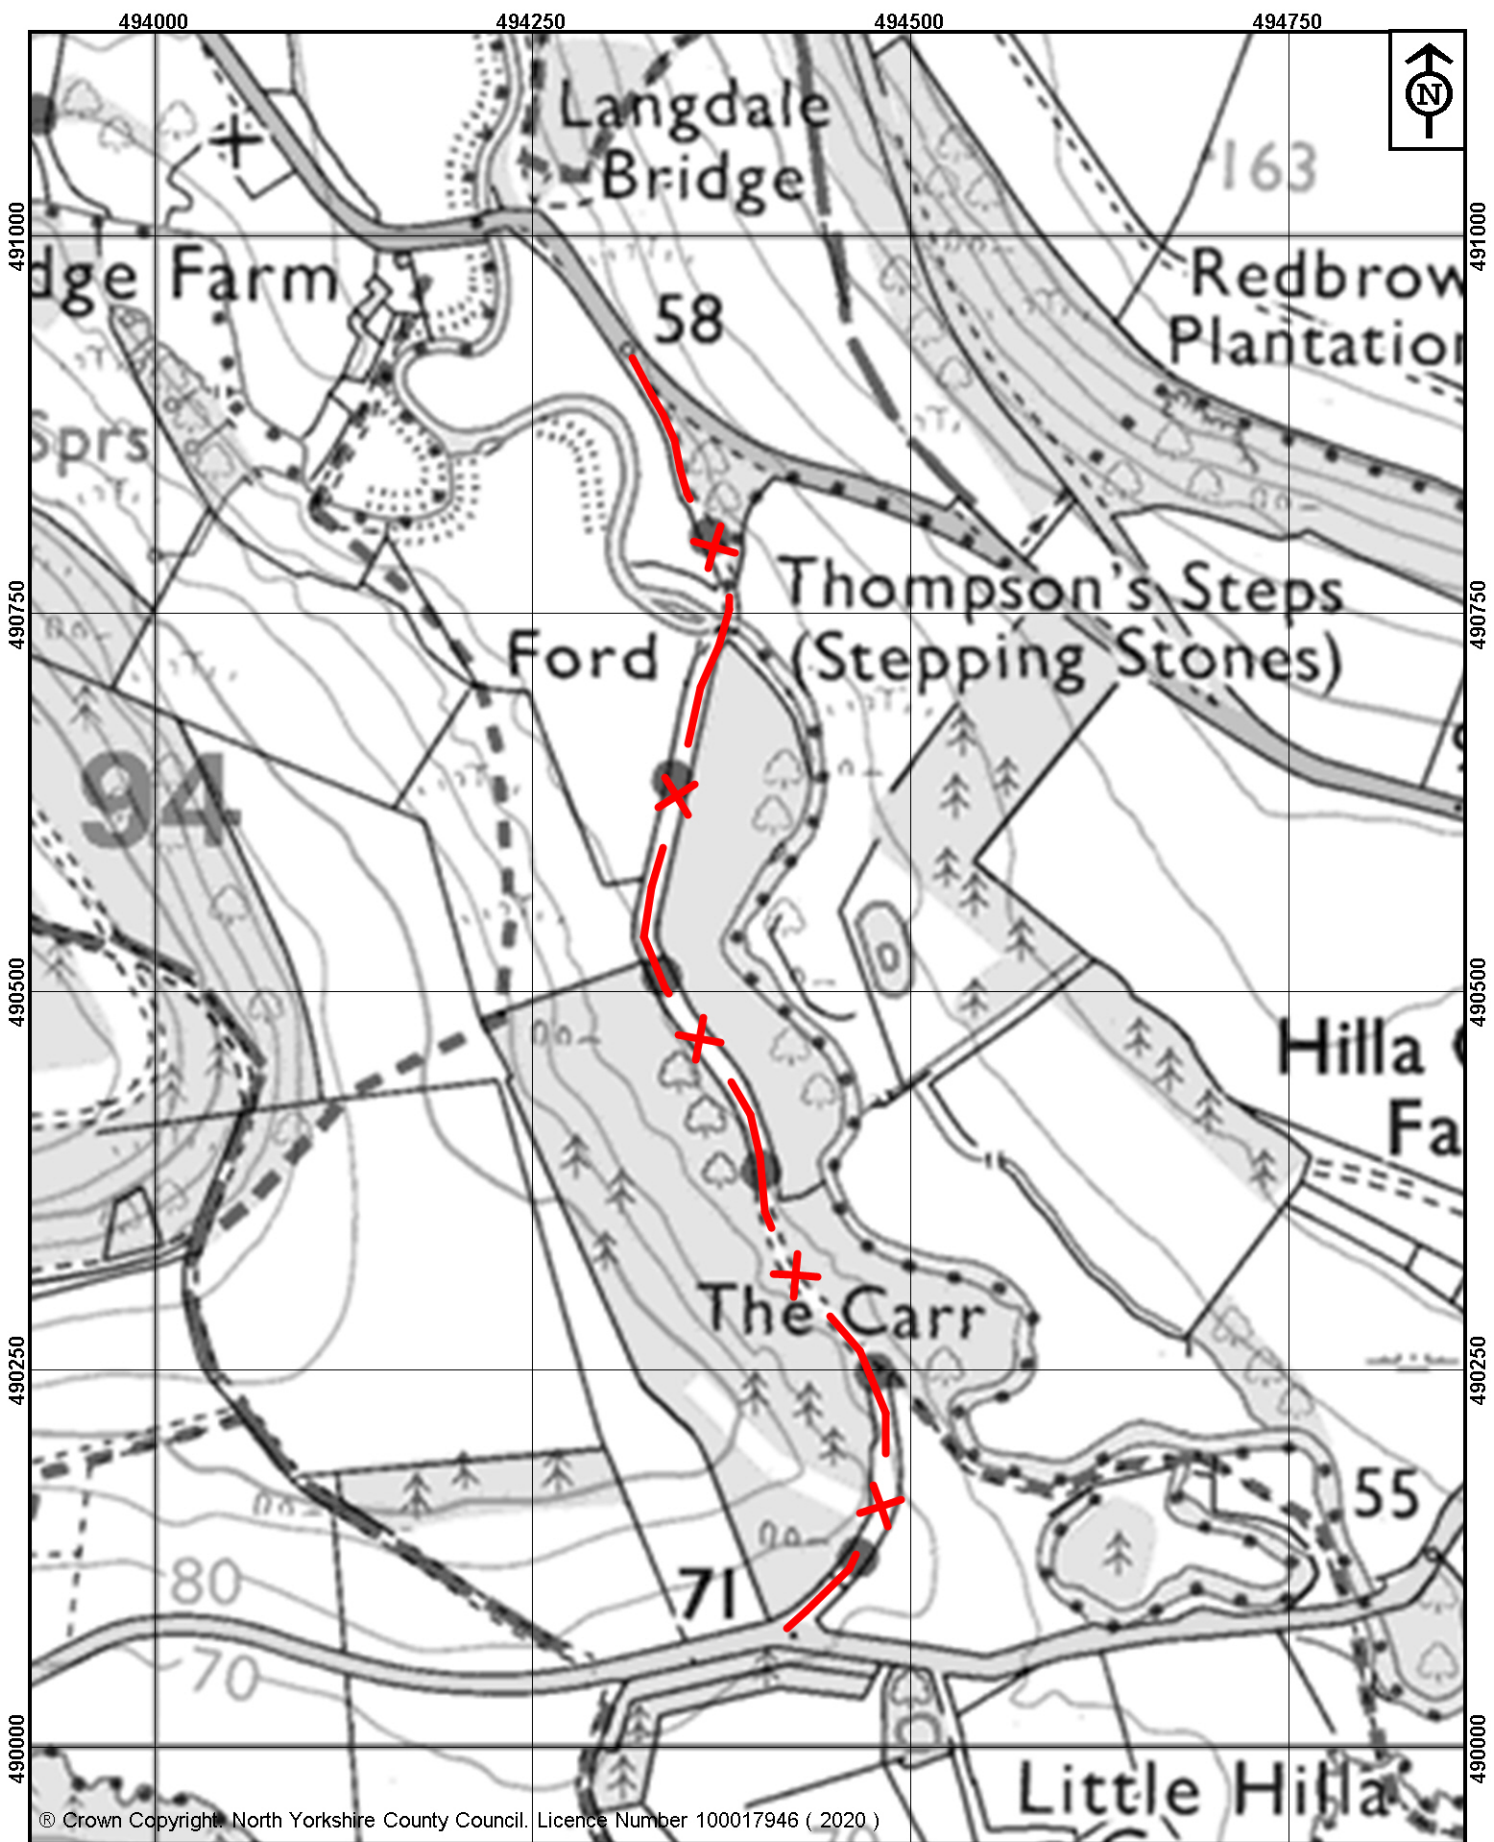 494000 494250 494500 494750
N
Langdale
Bridge
163
491000 491000
dge Farm
Redbrow
Plantation
58
Sprs
Thompson's Steps
(Stepping Stones)
490750 490750
Ford
94
490500 490500
Hilla
Fa
The Carr
490250 490250
55
80
71
70
490000 490000
Little Hilla
® Crown Copyright. North Yorkshire County Council. Licence Number 100017946 ( 2020 )
70